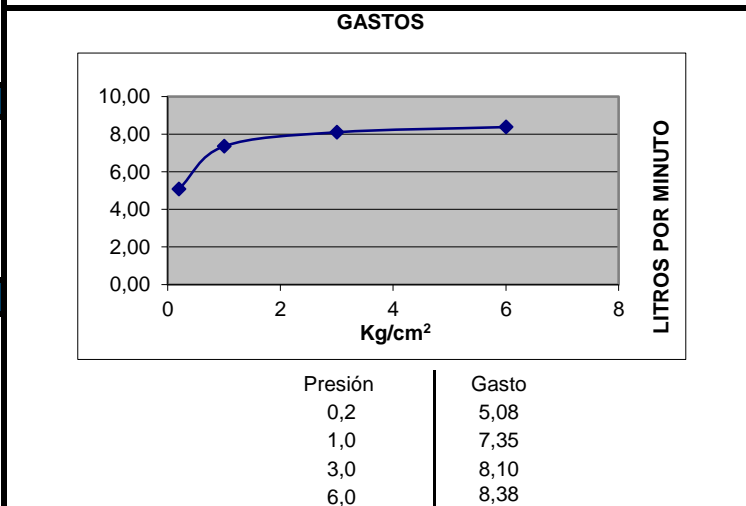 GASTOS
10,00
8,00
6,00
4,00
2,00
0,00
0 2 4 6 8
Kg/cm²
LITROS POR MINUTO
Presión Gasto
0,2 5,08
1,0 7,35
3,0 8,10
6,0 8,38